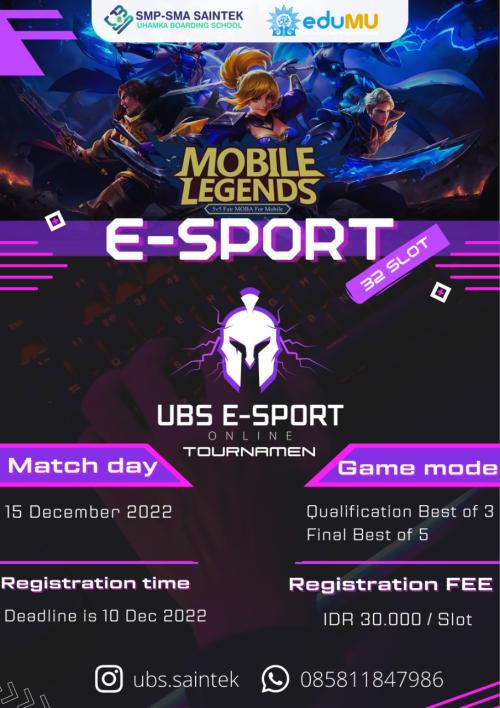 SMP-SMA SAINTEK
UHAMKA BOARDING SCHOOL
eduMU
MOBILE
LEGENDS
5v5 Fair MOBA For Mobile
E-SPORT
32 SLOT
UBS E-SPORT
ONLINE
TOURNAMEN
Match day
15 December 2022
Game mode
Qualification Best of 3
Final Best of 5
Registration time
Deadline is 10 Dec 2022
Registration FEE
IDR 30.000 / Slot
ubs.saintek
085811847986